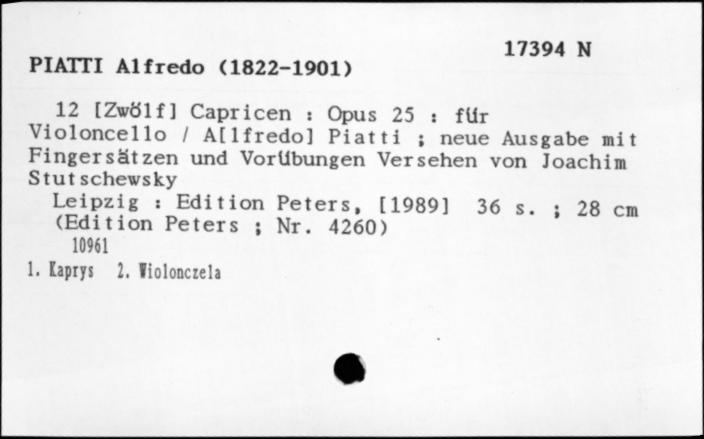 17394 N
PIATTI Alfredo (1822-1901)
12 [Zwölf] Capricen : Opus 25 : für
Violoncello / A[lfredo] Piatti ; neue Ausgabe mit
Fingersätzen und Vorübungen Versehen von Joachim
Stutschewsky
Leipzig : Edition Peters, [1989] 36 s. ; 28 cm
(Edition Peters ; Nr. 4260)
10961
1. Kaprys 2. Wiolonczela